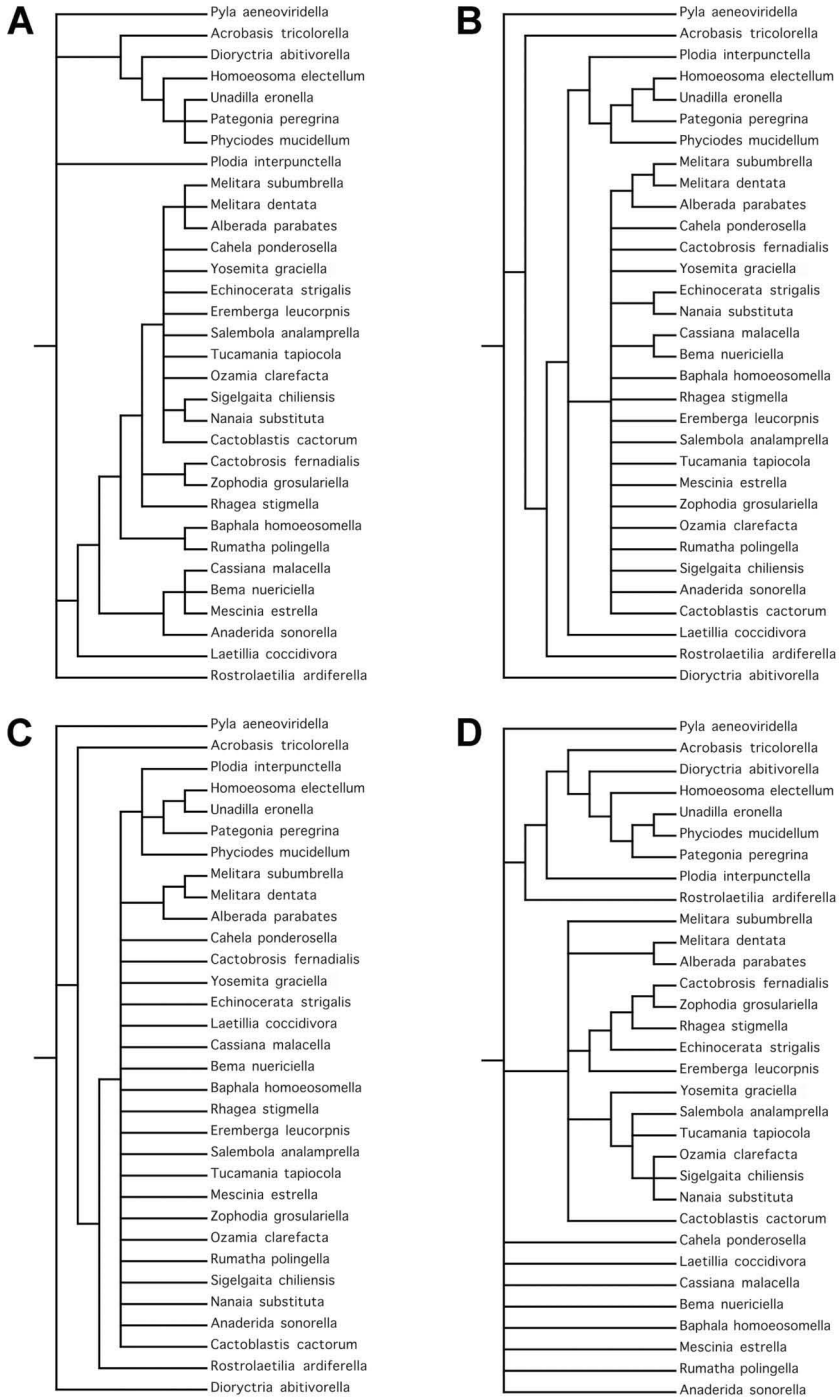 A
Pyla aeneoviridella
Acrobasis tricolorella
Dioryctria abitivorella
Homoeosoma electellum
Unadilla eronella
Pategonia peregrina
Phyciodes mucidellum
Plodia interpunctella
Melitara subumbrella
Melitara dentata
Alberada parabates
Cahela ponderosella
Yosemita graciella
Echinocerata strigalis
Eremberga leucorpnis
Salembola analamprella
Tucamania tapiocola
Ozamia clarefacta
Sigelgaita chiliensis
Nanaia substituta
Cactoblastis cactorum
Cactobrosis fernadialis
Zophodia grosulariella
Rhagea stigmella
Baphala homoeosomella
Rumatha polingella
Cassiana malacella
Bema nuericiella
Mescinia estrella
Anaderida sonorella
Laetillia coccidivora
Rostrolaetilia ardiferella
B
Pyla aeneoviridella
Acrobasis tricolorella
Plodia interpunctella
Homoeosoma electellum
Unadilla eronella
Pategonia peregrina
Phyciodes mucidellum
Melitara subumbrella
Melitara dentata
Alberada parabates
Cahela ponderosella
Cactobrosis fernadialis
Yosemita graciella
Echinocerata strigalis
Nanaia substituta
Cassiana malacella
Bema nuericiella
Baphala homoeosomella
Rhagea stigmella
Eremberga leucorpnis
Salembola analamprella
Tucamania tapiocola
Mescinia estrella
Zophodia grosulariella
Ozamia clarefacta
Rumatha polingella
Sigelgaita chiliensis
Anaderida sonorella
Cactoblastis cactorum
Laetillia coccidivora
Rostrolaetilia ardiferella
Dioryctria abitivorella
C
Pyla aeneoviridella
Acrobasis tricolorella
Plodia interpunctella
Homoeosoma electellum
Unadilla eronella
Pategonia peregrina
Phyciodes mucidellum
Melitara subumbrella
Melitara dentata
Alberada parabates
Cahela ponderosella
Cactobrosis fernadialis
Yosemita graciella
Echinocerata strigalis
Laetillia coccidivora
Cassiana malacella
Bema nuericiella
Baphala homoeosomella
Rhagea stigmella
Eremberga leucorpnis
Salembola analamprella
Tucamania tapiocola
Mescinia estrella
Zophodia grosulariella
Ozamia clarefacta
Rumatha polingella
Sigelgaita chiliensis
Nanaia substituta
Anaderida sonorella
Cactoblastis cactorum
Rostrolaetilia ardiferella
Dioryctria abitivorella
D
Pyla aeneoviridella
Acrobasis tricolorella
Dioryctria abitivorella
Homoeosoma electellum
Unadilla eronella
Phyciodes mucidellum
Pategonia peregrina
Plodia interpunctella
Rostrolaetilia ardiferella
Melitara subumbrella
Melitara dentata
Alberada parabates
Cactobrosis fernadialis
Zophodia grosulariella
Rhagea stigmella
Echinocerata strigalis
Eremberga leucorpnis
Yosemita graciella
Salembola analamprella
Tucamania tapiocola
Ozamia clarefacta
Sigelgaita chiliensis
Nanaia substituta
Cactoblastis cactorum
Cahela ponderosella
Laetillia coccidivora
Cassiana malacella
Bema nuericiella
Baphala homoeosomella
Mescinia estrella
Rumatha polingella
Anaderida sonorella